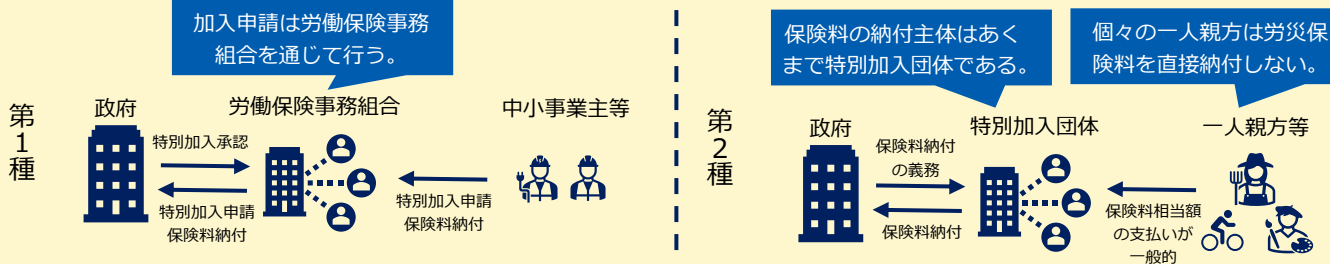 加入申請は労働保険事務
組合を通じて行う。
第1種
政府
労働保険事務組合
中小事業主等
特別加入承認
特別加入申請
保険料納付
特別加入申請
保険料納付
保険料の納付主体はあく
まで特別加入団体である。
個々の一人親方は労災保
険料を直接納付しない。
第2種
政府
特別加入団体
一人親方等
保険料納付
の義務
保険料納付
保険料相当額
の支払いが
一般的